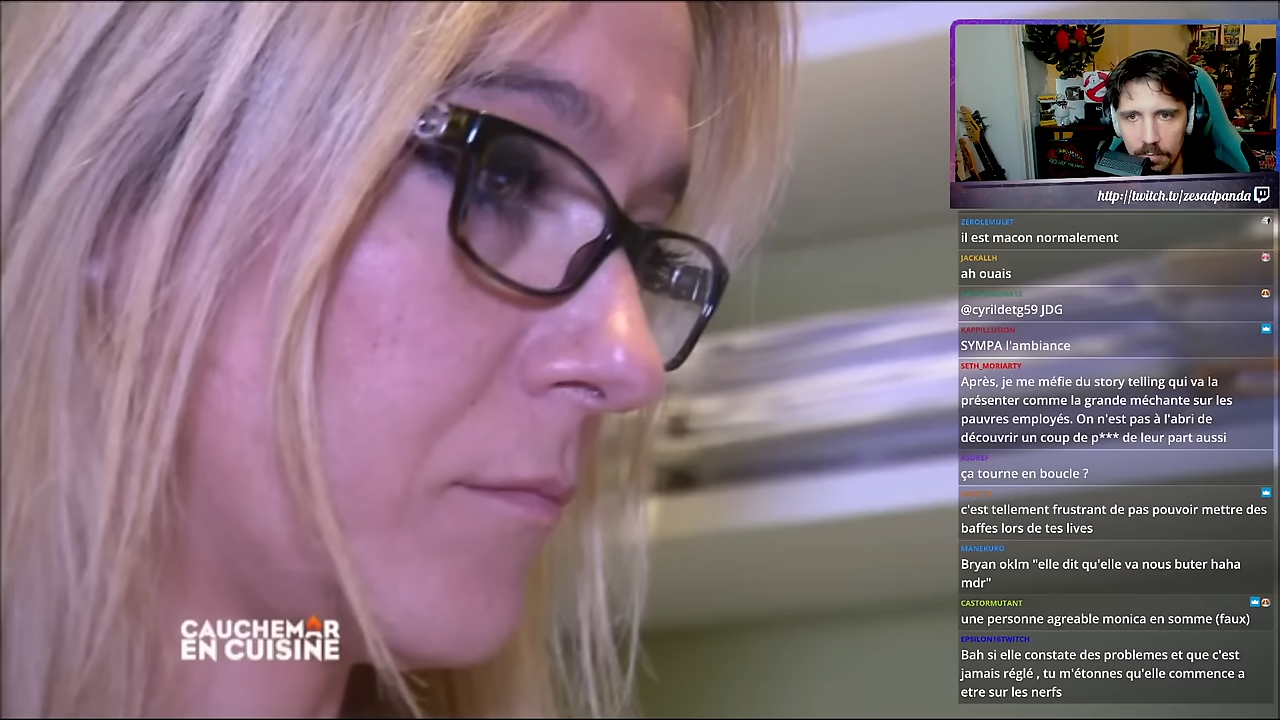 CAUCHEMAR
EN CUISINE
http://twitch.tv/zesadpanda
ZEROLEMULET
il est macon normalement
JACKALLH
ah ouais
@cyrildetg59 JDG
KAPPILLUSION
SYMPA l'ambiance
SETH_MORIARTY
Après, je me méfie du story telling qui va la
présenter comme la grande méchante sur les
pauvres employés. On n'est pas à l'abri de
découvrir un coup de p*** de leur part aussi
ça tourne en boucle ?
c'est tellement frustrant de pas pouvoir mettre des
baffes lors de tes lives
MANEKURO
Bryan oklm "elle dit qu'elle va nous buter haha
mdr"
CASTORMUTANT
une personne agreable monica en somme (faux)
EPSILON16TWITCH
Bah si elle constate des problemes et que c'est
jamais réglé , tu m'étonnes qu'elle commence a
etre sur les nerfs